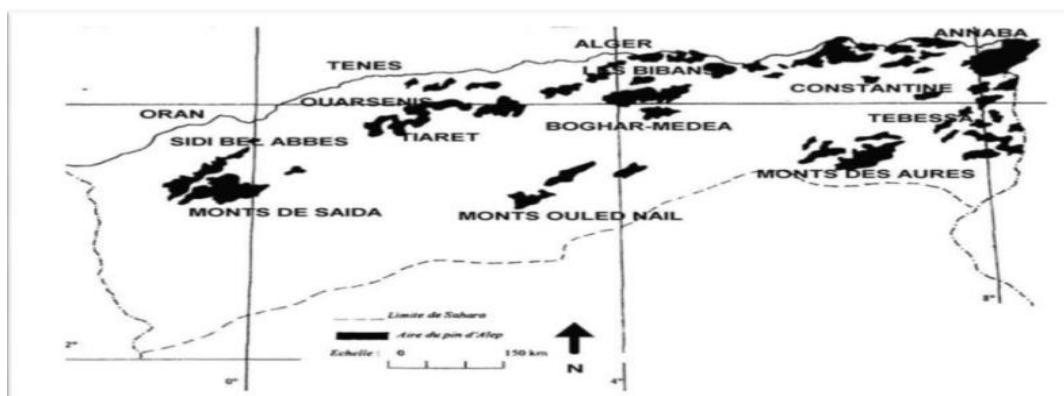 ANNABA
ALGER
TENES
LES BIBANS
CONSTANTINE
OUARSENIS
ORAN
TEBESSA
BOGHAR-MEDEA
TIARET
SIDI BEL ABBES
MONTS DES AURES
MONTS DE SAIDA
MONTS OULED NAIL
8°
Limite de Sahara
Aire du pin d'Alep
2°
Echelle : 0 150 km
N
0° 4°